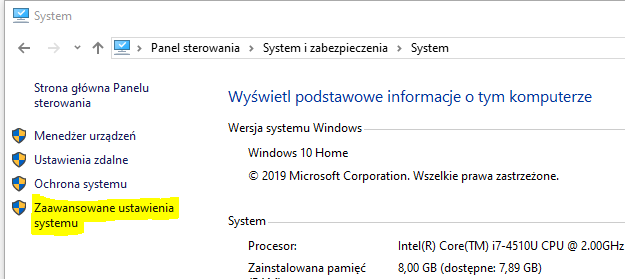 System
Panel sterowania > System i zabezpieczenia > System
Strona główna Panelu
sterowania
Menedżer urządzeń
Ustawienia zdalne
Ochrona systemu
Zaawansowane ustawienia
systemu
Wyświetl podstawowe informacje o tym komputerze
Wersja systemu Windows
Windows 10 Home
© 2019 Microsoft Corporation. Wszelkie prawa zastrzeżone.
System
Procesor: Intel(R) Core(TM) i7-4510U CPU @ 2.00GHz
Zainstalowana pamięć 8,00 GB (dostępne: 7,89 GB)